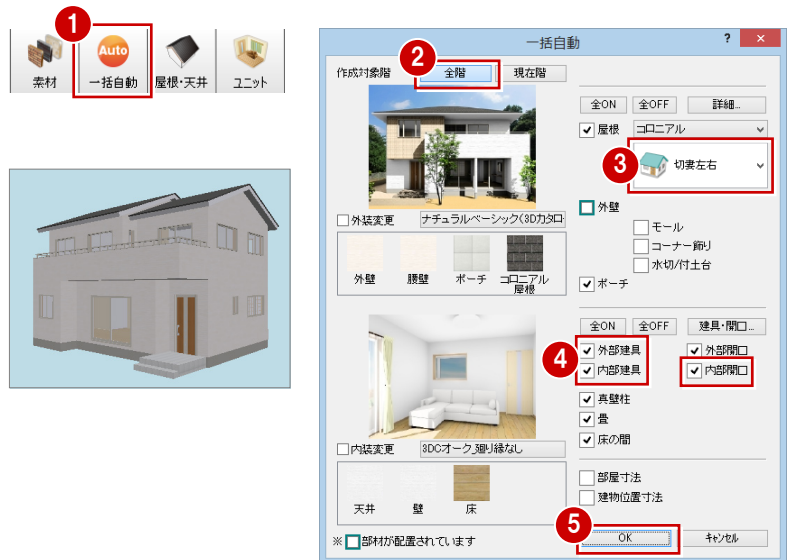 1
Auto
素材
一括自動
屋根・天井
ユニット
一括自動
?
×
作成対象階
2
全階
現在階
全ON
全OFF
詳細...
屋根
コロニアル
3
切妻左右
外壁
モール
コーナー飾り
水切/付土台
ポーチ
外装変更
ナチュラルベーシック(3Dカタロ
外壁
腰壁
ポーチ
コロニアル
屋根
全ON
全OFF
建具・開口...
4
外部建具
外部開口
内部建具
内部開口
真壁柱
畳
床の間
内装変更
3DCオーク_廻り縁なし
天井
壁
床
部屋寸法
建物位置寸法
5
※
部材が配置されています
OK
キャンセル